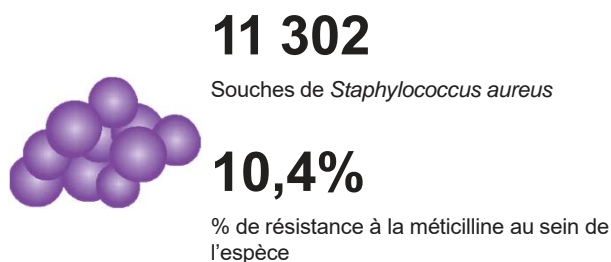 11 302
Souches de Staphylococcus aureus
10,4%
% de résistance à la méticilline au sein de
l'espèce